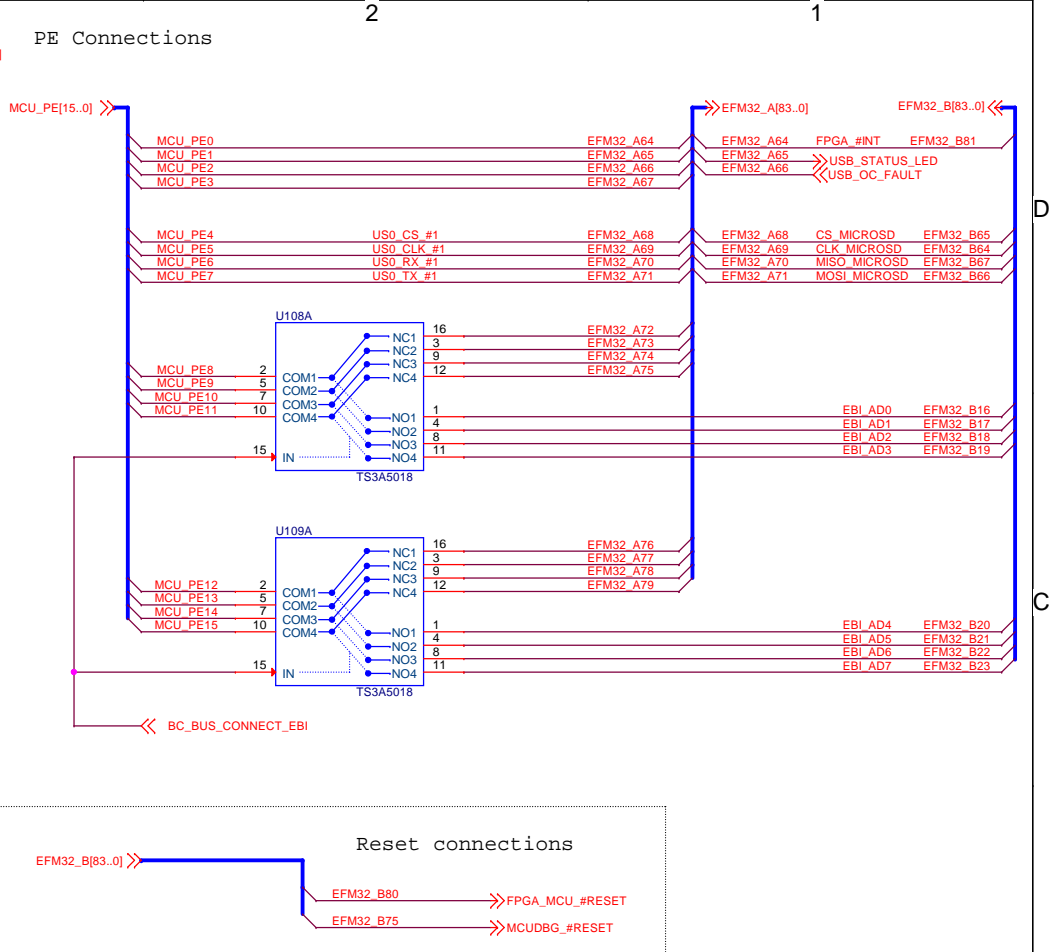 2 1
PE Connections
MCU_PE[15..0] EFM32_A[83..0] EFM32_B[83..0]
MCU_PE0 EFM32_A64 EFM32_A64 FPGA_#INT EFM32_B81
MCU_PE1 EFM32_A65 EFM32_A65 USB_STATUS_LED
MCU_PE2 EFM32_A66 EFM32_A66 USB_OC_FAULT
MCU_PE3 EFM32_A67
D
MCU_PE4 US0_CS_#1 EFM32_A68 EFM32_A68 CS_MICROSD EFM32_B65
MCU_PE5 US0_CLK_#1 EFM32_A69 EFM32_A69 CLK_MICROSD EFM32_B64
MCU_PE6 US0_RX_#1 EFM32_A70 EFM32_A70 MISO_MICROSD EFM32_B67
MCU_PE7 US0_TX_#1 EFM32_A71 EFM32_A71 MOSI_MICROSD EFM32_B66
U108A
NC1 16 EFM32_A72
NC2 3 EFM32_A73
NC3 9 EFM32_A74
MCU_PE8 2 COM1 NC4 12 EFM32_A75
MCU_PE9 5 COM2
MCU_PE10 7 COM3
MCU_PE11 10 COM4 NO1 1 EBI_AD0 EFM32_B16
NO2 4 EBI_AD1 EFM32_B17
NO3 8 EBI_AD2 EFM32_B18
15 IN NO4 11 EBI_AD3 EFM32_B19
TS3A5018
U109A
NC1 16 EFM32_A76
NC2 3 EFM32_A77
NC3 9 EFM32_A78
MCU_PE12 2 COM1 NC4 12 EFM32_A79
MCU_PE13 5 COM2
C
MCU_PE14 7 COM3
MCU_PE15 10 COM4 NO1 1 EBI_AD4 EFM32_B20
NO2 4 EBI_AD5 EFM32_B21
NO3 8 EBI_AD6 EFM32_B22
15 IN NO4 11 EBI_AD7 EFM32_B23
TS3A5018
BC_BUS_CONNECT_EBI
Reset connections
EFM32_B[83..0]
EFM32_B80 FPGA_MCU_#RESET
EFM32_B75 MCUDBG_#RESET